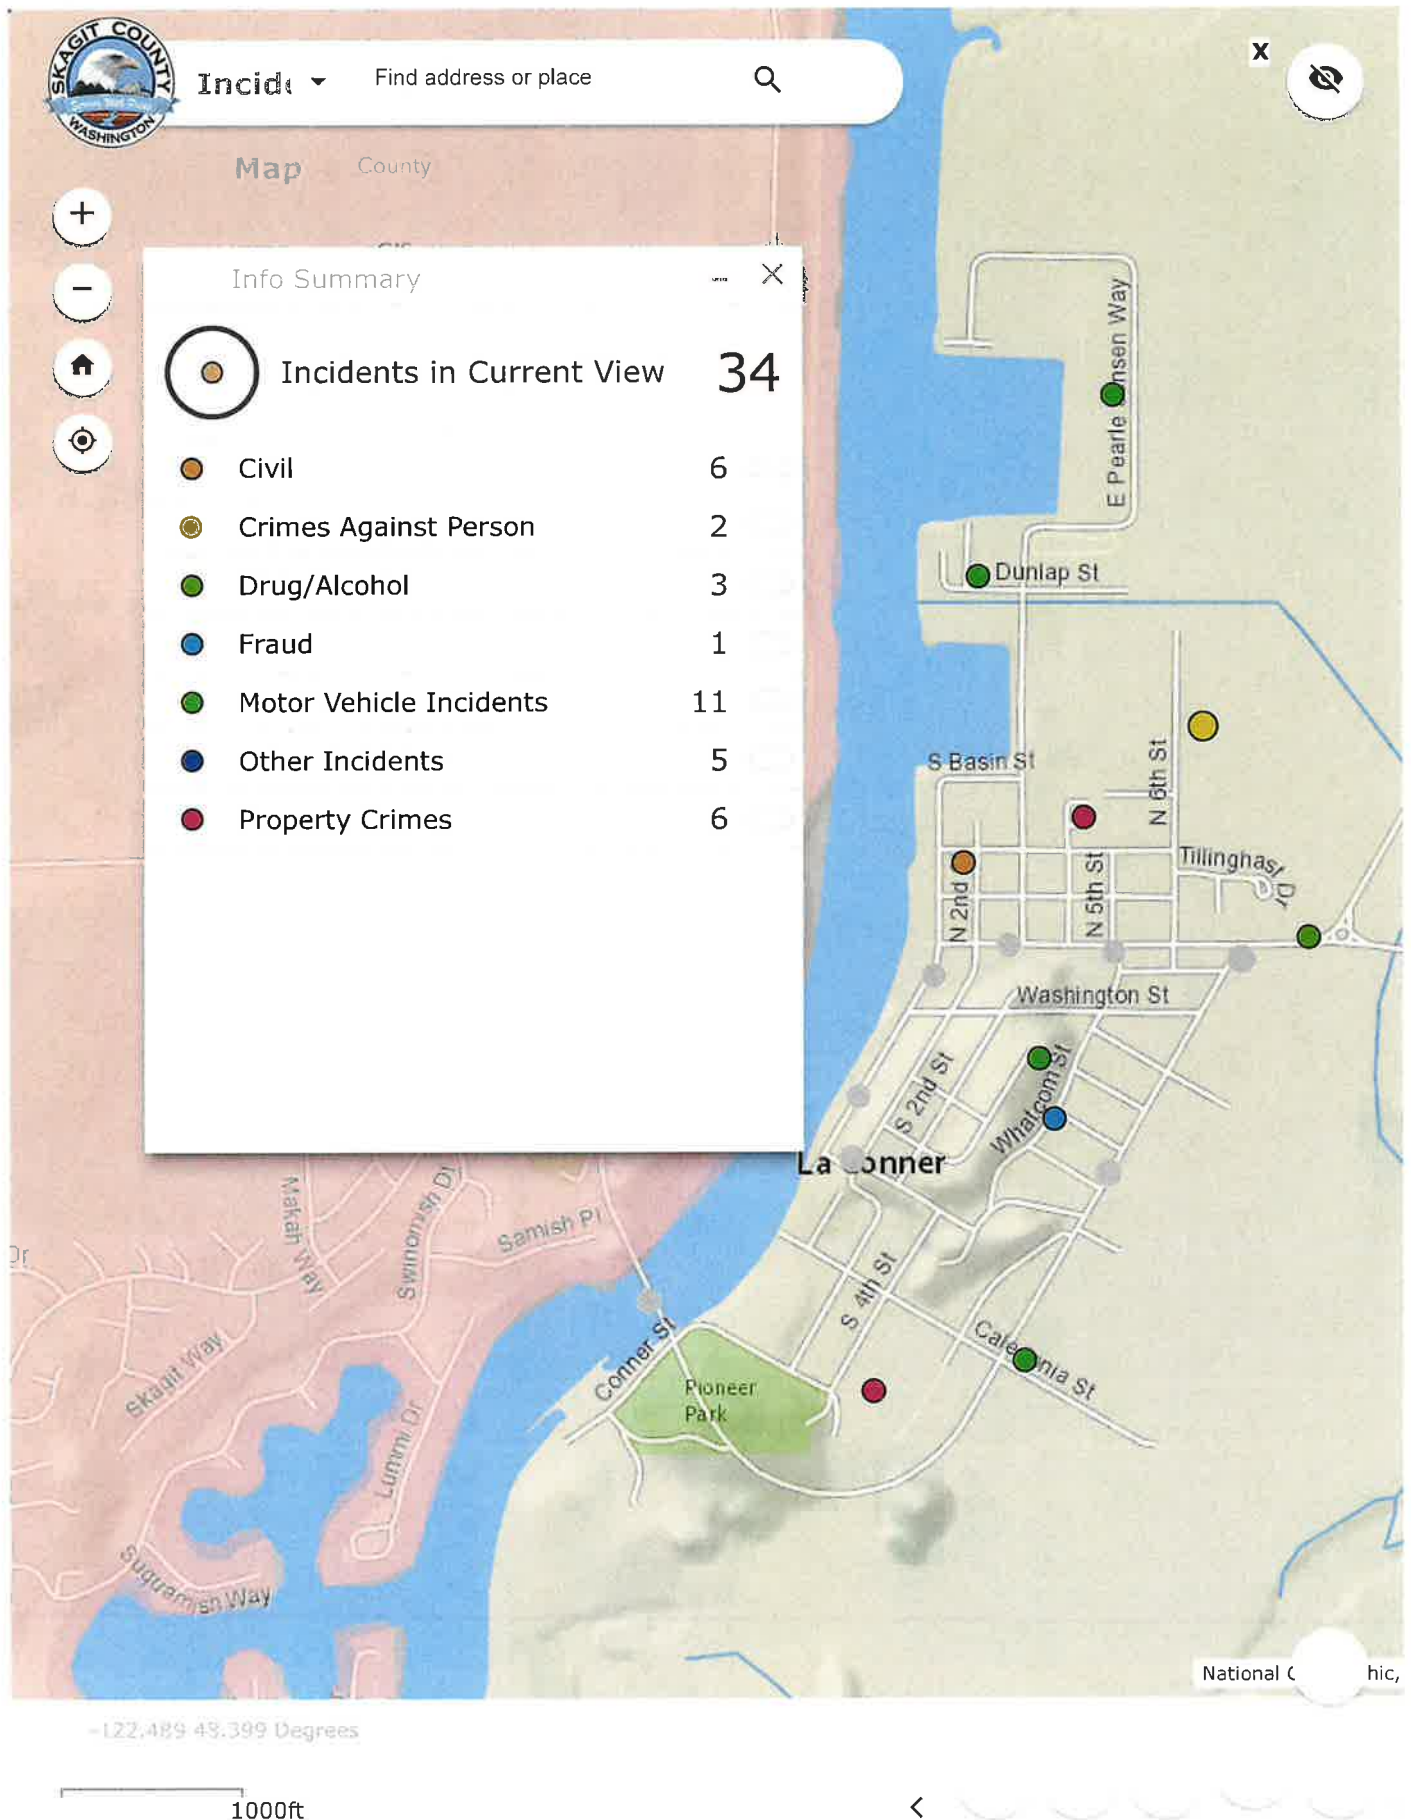 SKAGIT COUNTY
WASHINGTON
Incid
Find address or place
X
Map
County
Info Summary
Incidents in Current View 34
Civil 6
Crimes Against Person 2
Drug/Alcohol 3
Fraud 1
Motor Vehicle Incidents 11
Other Incidents 5
Property Crimes 6
E Pearle nsen Way
Dunlap St
S Basin St
N 6th St
Tillinghast Dr
N 2nd
N 5th St
Washington St
S 2nd St
Whatcom St
La onner
Makah Way
Swinomish Dr
Samish Pl
Dr
S 4th St
Skagit Way
Conner St
Caledonia St
Pioneer
Park
Lummi Dr
Suquamish Way
National G hic,
-122.489 48.399 Degrees
1000ft